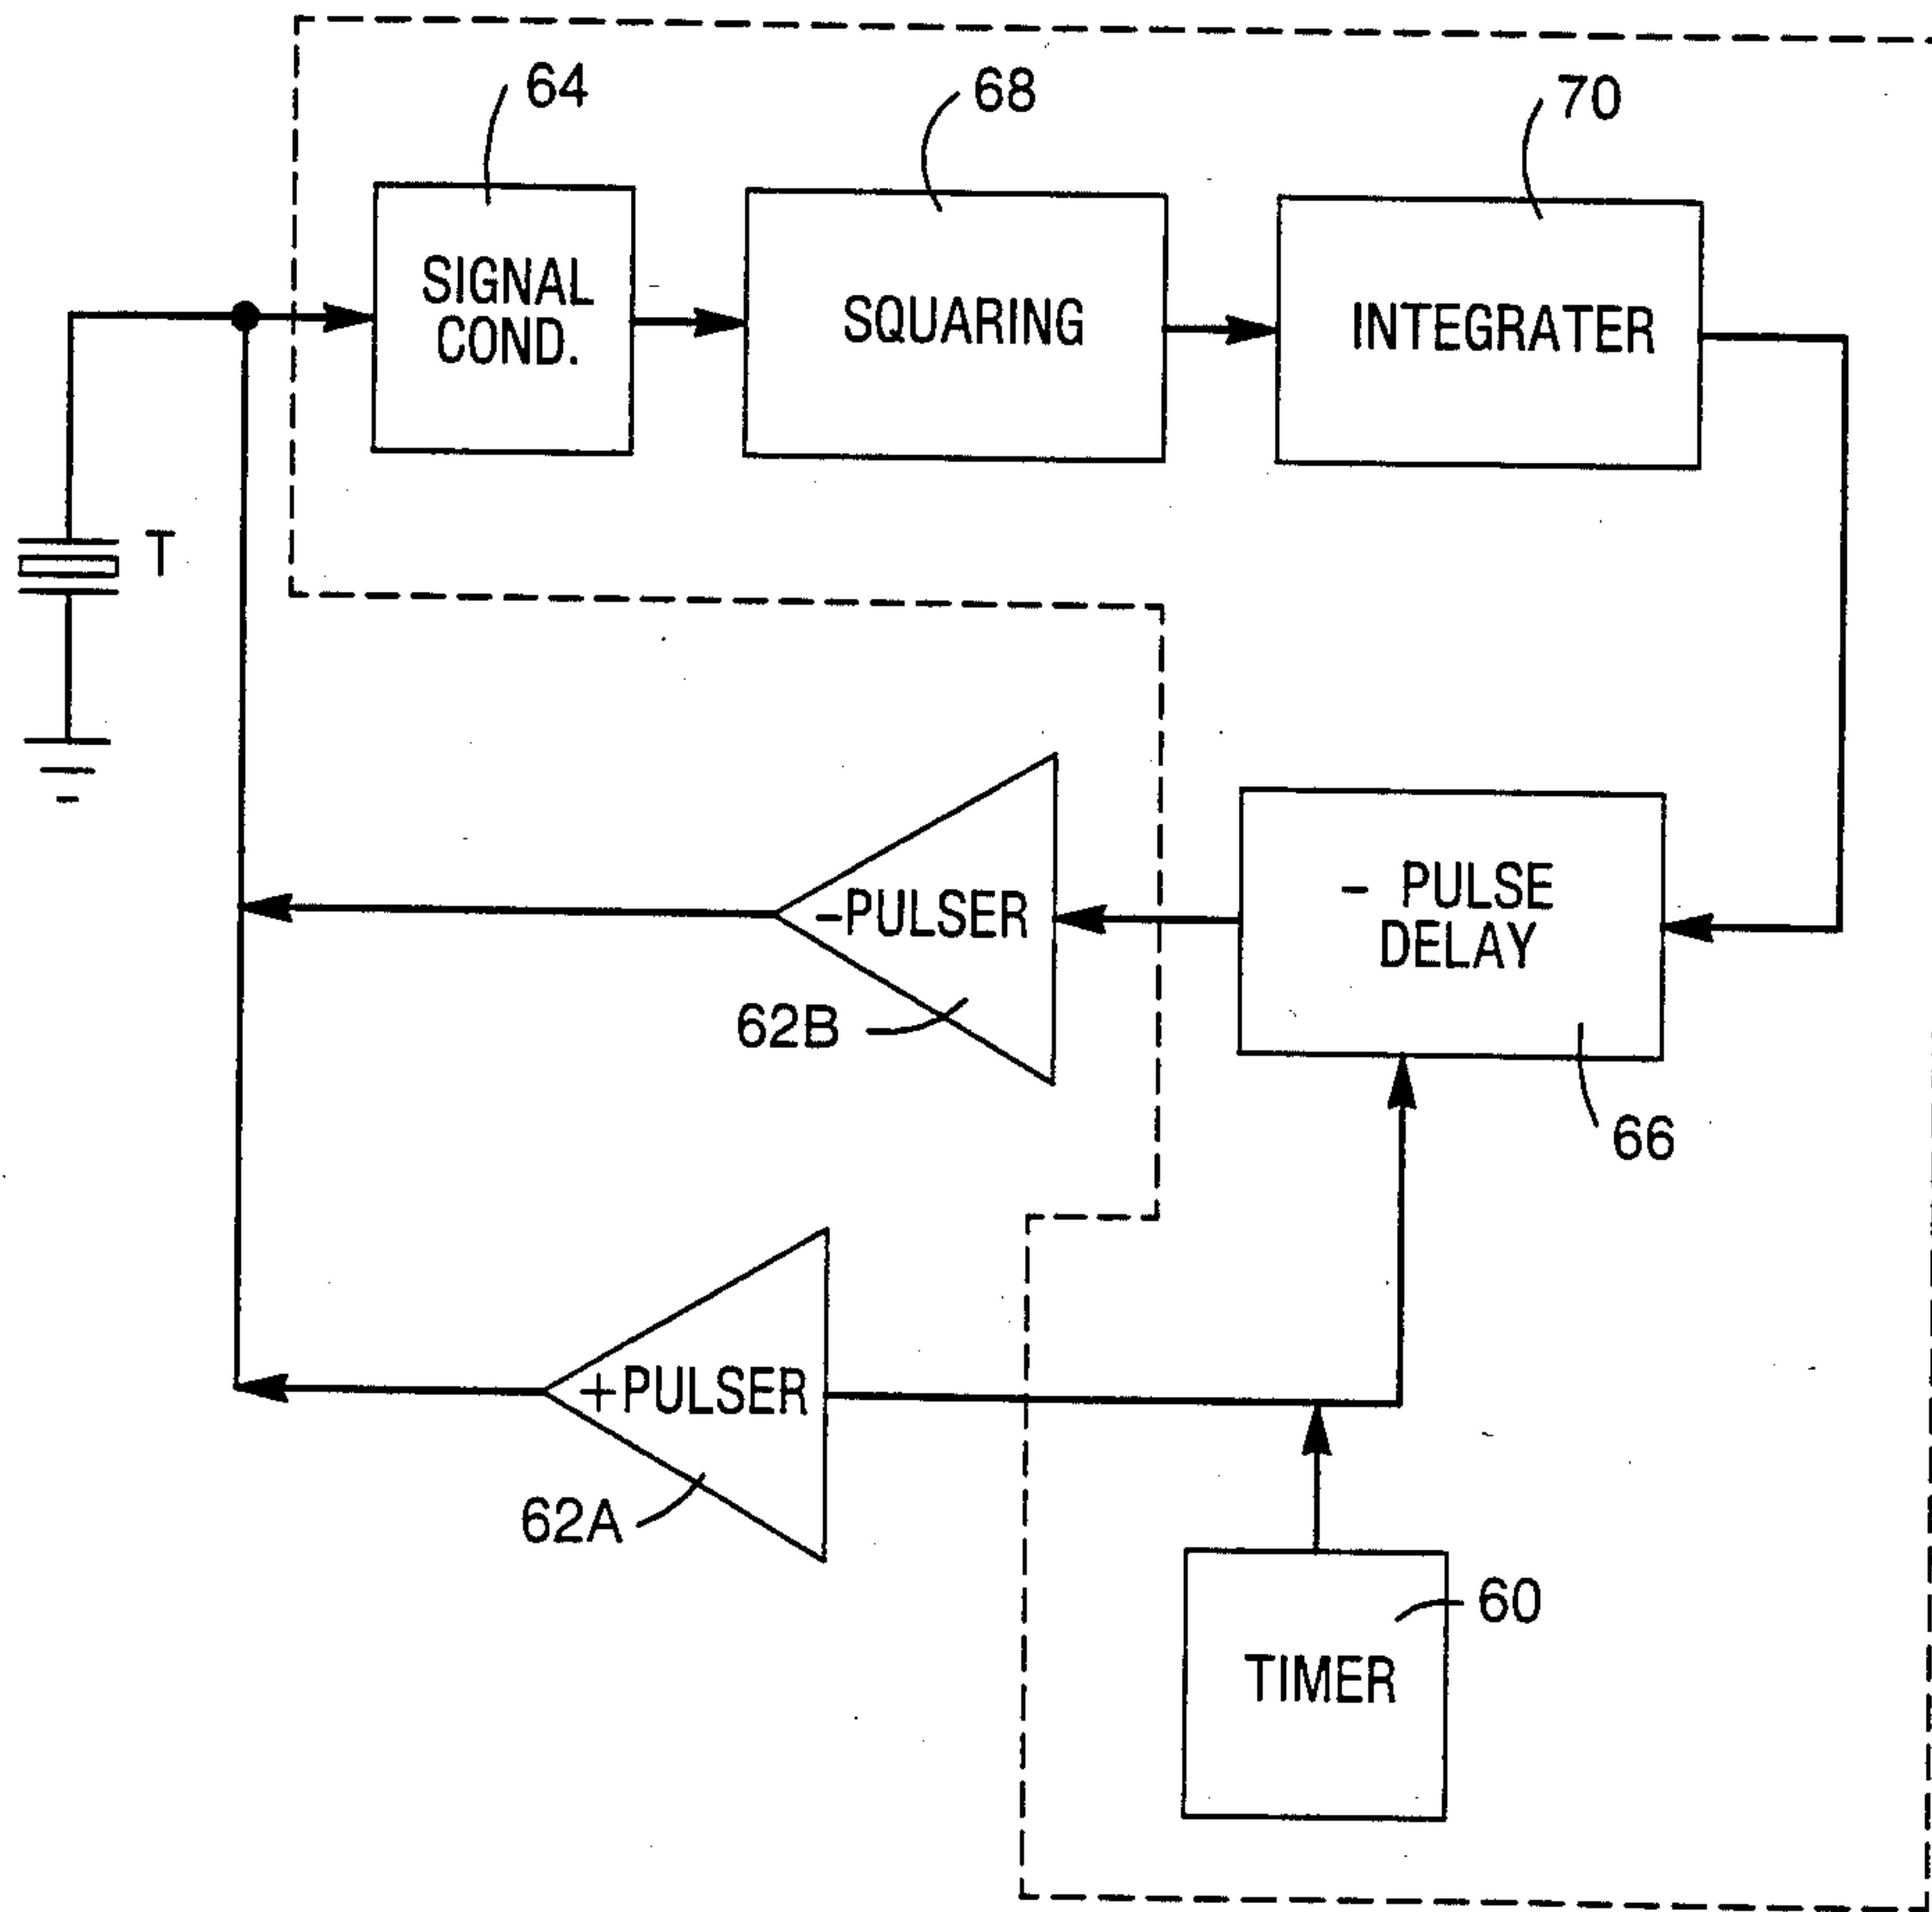 64
68
70
SIGNAL
COND.
SQUARING
INTEGRATER
T
- PULSE
DELAY
-PULSER
62B
66
+PULSER
62A
60
TIMER